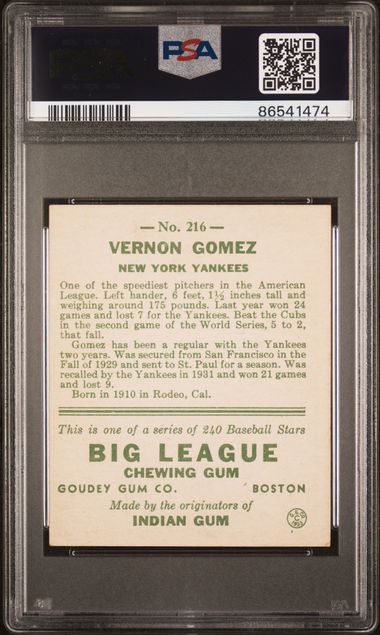 PSA
86541474
— No. 216 —
VERNON GOMEZ
NEW YORK YANKEES
One of the speediest pitchers in the American
League. Left hander, 6 feet, 1½ inches tall and
weighing around 175 pounds. Last year won 24
games and lost 7 for the Yankees. Beat the Cubs
in the second game of the World Series, 5 to 2,
that fall.
Gomez has been a regular with the Yankees
two years. Was secured from San Francisco in the
Fall of 1929 and sent to St. Paul for a season. Was
recalled by the Yankees in 1931 and won 21 games
and lost 9.
Born in 1910 in Rodeo, Cal.
This is one of a series of 240 Baseball Stars
BIG LEAGUE
CHEWING GUM
GOUDEY GUM CO. BOSTON
Made by the originators of
INDIAN GUM